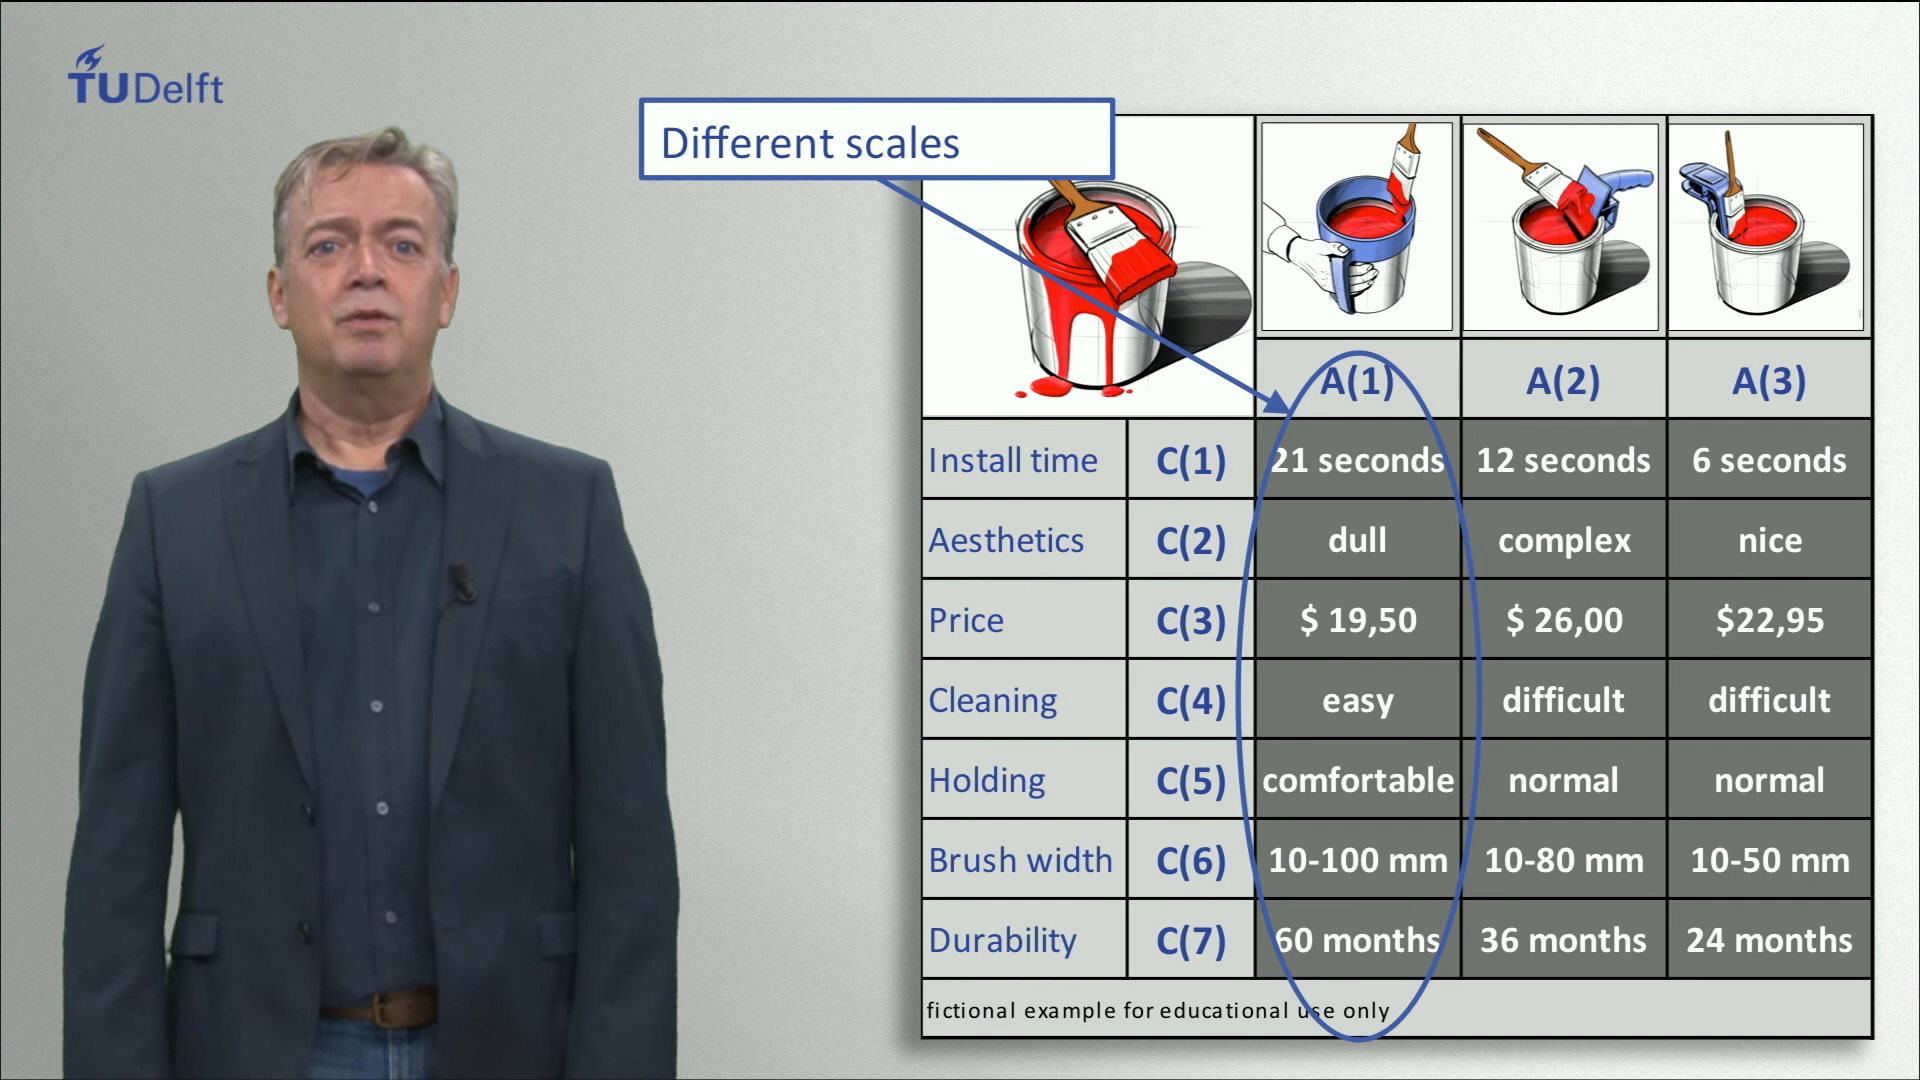 TUDelft
Different scales
A(1) A(2) A(3)
Install time C(1) 21 seconds 12 seconds 6 seconds
Aesthetics C(2) dull complex nice
Price C(3) $ 19,50 $ 26,00 $22,95
Cleaning C(4) easy difficult difficult
Holding C(5) comfortable normal normal
Brush width C(6) 10-100 mm 10-80 mm 10-50 mm
Durability C(7) 60 months 36 months 24 months
fictional example for educational use only